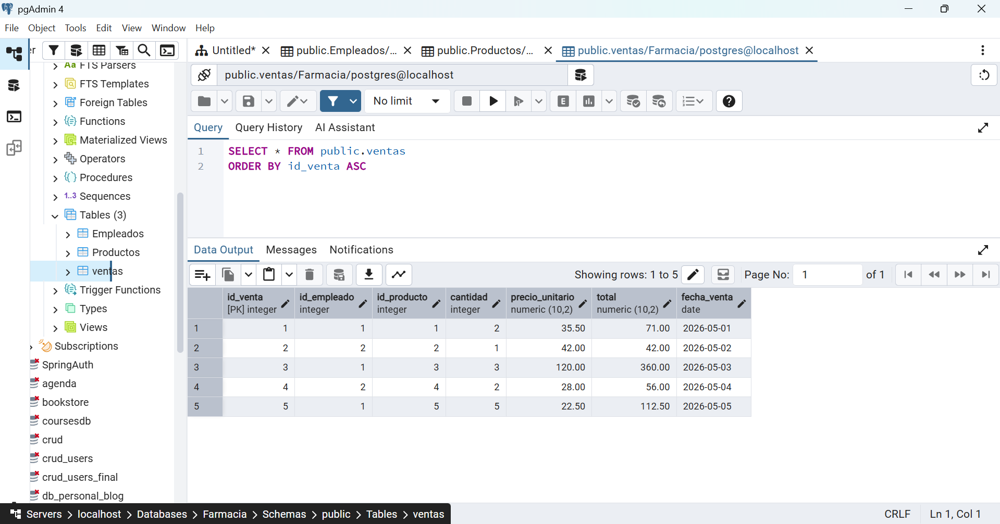 pgAdmin 4
File Object Tools Edit View Window Help
er
Untitled* public.Empleados/... public.Productos/... public.ventas/Farmacia/postgres@localhost
public.ventas/Farmacia/postgres@localhost
No limit
E
Query Query History AI Assistant
1 SELECT * FROM public.ventas
2 ORDER BY id_venta ASC
Aa FTS Parsers
FTS Templates
Foreign Tables
Functions
Materialized Views
Operators
Procedures
1..3 Sequences
Tables (3)
Empleados
Productos
ventas
Trigger Functions
Types
Views
Subscriptions
SpringAuth
agenda
bookstore
coursesdb
crud
crud_users
crud_users_final
db_personal_blog
Data Output Messages Notifications
Showing rows: 1 to 5 Page No: 1 of 1
id_venta id_empleado id_producto cantidad precio_unitario total fecha_venta
[PK] integer integer integer integer numeric (10,2) numeric (10,2) date
1 1 1 1 2 35.50 71.00 2026-05-01
2 2 2 2 1 42.00 42.00 2026-05-02
3 3 1 3 3 120.00 360.00 2026-05-03
4 4 2 4 2 28.00 56.00 2026-05-04
5 5 1 5 5 22.50 112.50 2026-05-05
Servers > localhost > Databases > Farmacia > Schemas > public > Tables > ventas
CRLF Ln 1, Col 1